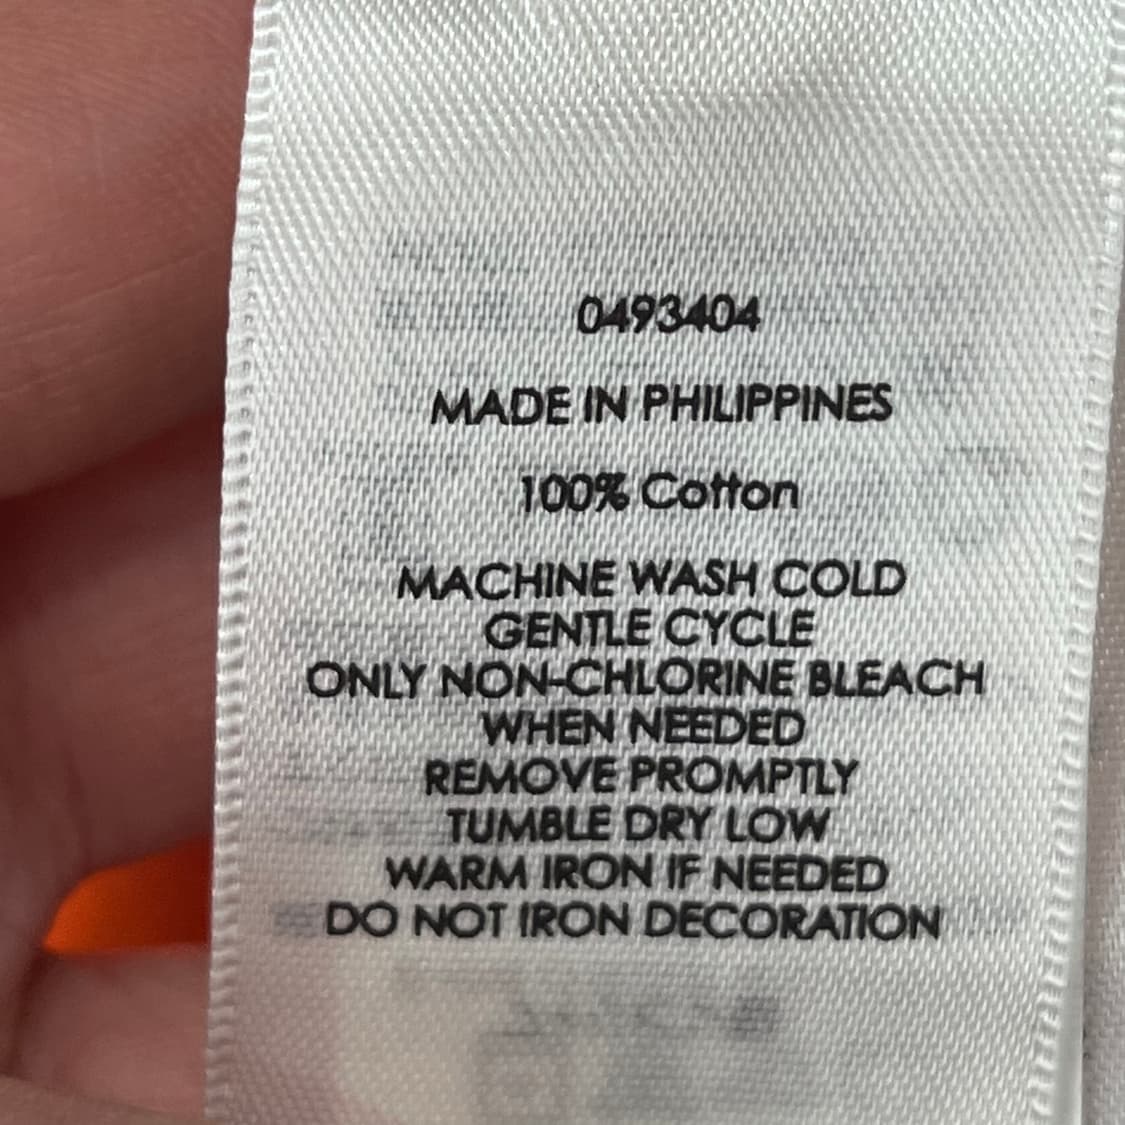 0493404
MADE IN PHILIPPINES
100% Cotton
MACHINE WASH COLD
GENTLE CYCLE
ONLY NON-CHLORINE BLEACH
WHEN NEEDED
REMOVE PROMPTLY
TUMBLE DRY LOW
WARM IRON IF NEEDED
DO NOT IRON DECORATION